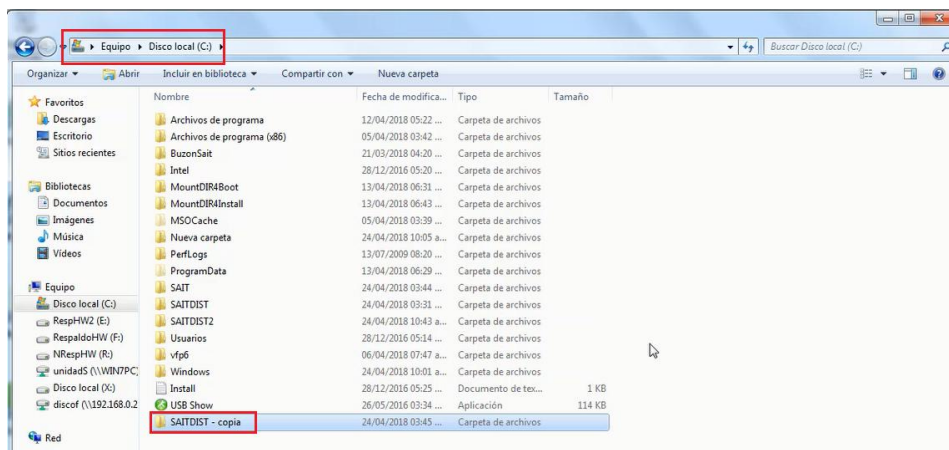 Equipo ▸ Disco local (C:) ▸
Buscar Disco local (C:)
Organizar Abrir Incluir en biblioteca Compartir con Nueva carpeta
Favoritos
Descargas
Escritorio
Sitios recientes
Bibliotecas
Documentos
Imágenes
Música
Vídeos
Equipo
Disco local (C:)
RespHW2 (E:)
RespaldoHW (F:)
NRespHW (R:)
unidadS (\\WIN7PC)
Disco local (X:)
discof (\\192.168.0.2
Red
Nombre Fecha de modifica... Tipo Tamaño
Archivos de programa 12/04/2018 05:22 ... Carpeta de archivos
Archivos de programa (x86) 05/04/2018 03:42 ... Carpeta de archivos
BuzonSait 21/03/2018 04:20 ... Carpeta de archivos
Intel 28/12/2016 05:20 ... Carpeta de archivos
MountDIR4Boot 13/04/2018 06:31 ... Carpeta de archivos
MountDIR4Install 13/04/2018 06:43 ... Carpeta de archivos
MSOCache 05/04/2018 03:39 ... Carpeta de archivos
Nueva carpeta 24/04/2018 10:05 a... Carpeta de archivos
PerfLogs 13/07/2009 08:20 ... Carpeta de archivos
ProgramData 13/04/2018 06:29 ... Carpeta de archivos
SAIT 24/04/2018 03:44 ... Carpeta de archivos
SAITDIST 24/04/2018 03:31 ... Carpeta de archivos
SAITDIST2 24/04/2018 10:43 a... Carpeta de archivos
Usuarios 28/12/2016 05:14 ... Carpeta de archivos
vfp6 06/04/2018 07:47 a... Carpeta de archivos
Windows 24/04/2018 10:01 a... Carpeta de archivos
Install 28/12/2016 05:25 ... Documento de tex... 1 KB
USB Show 26/05/2016 03:34 ... Aplicación 114 KB
SAITDIST - copia 24/04/2018 03:45 ... Carpeta de archivos